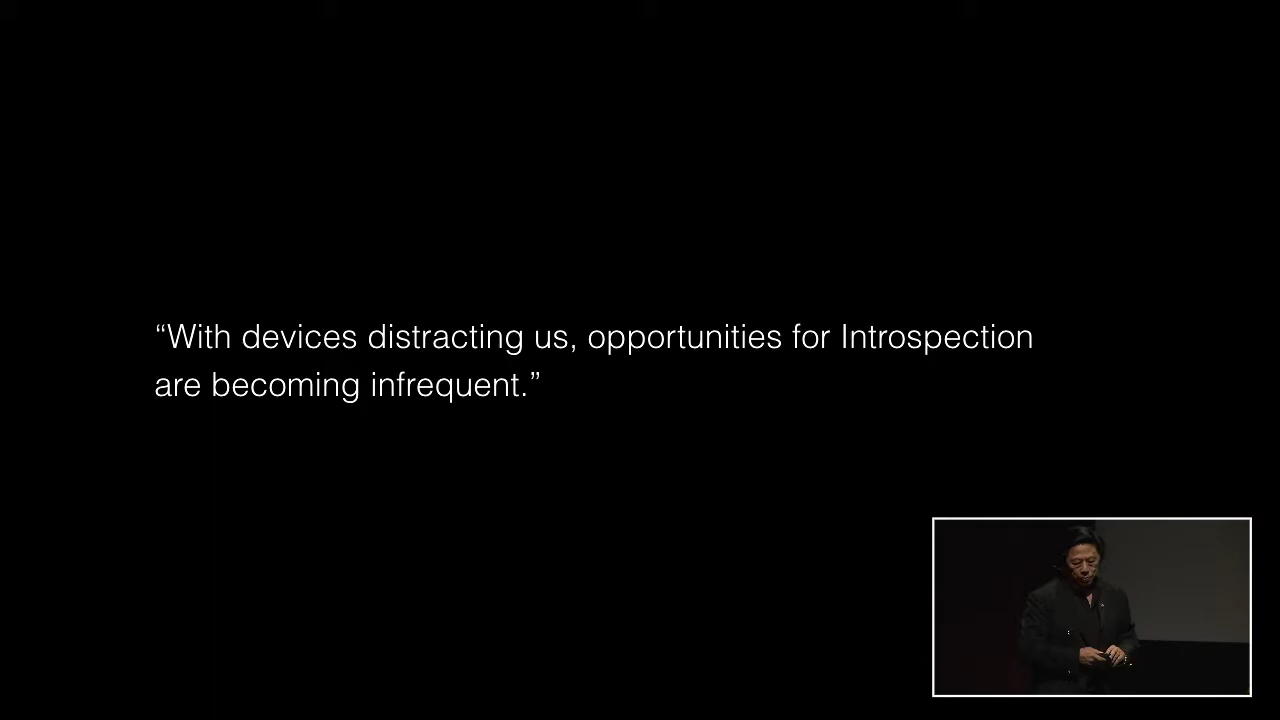 “With devices distracting us, opportunities for Introspection
are becoming infrequent.”